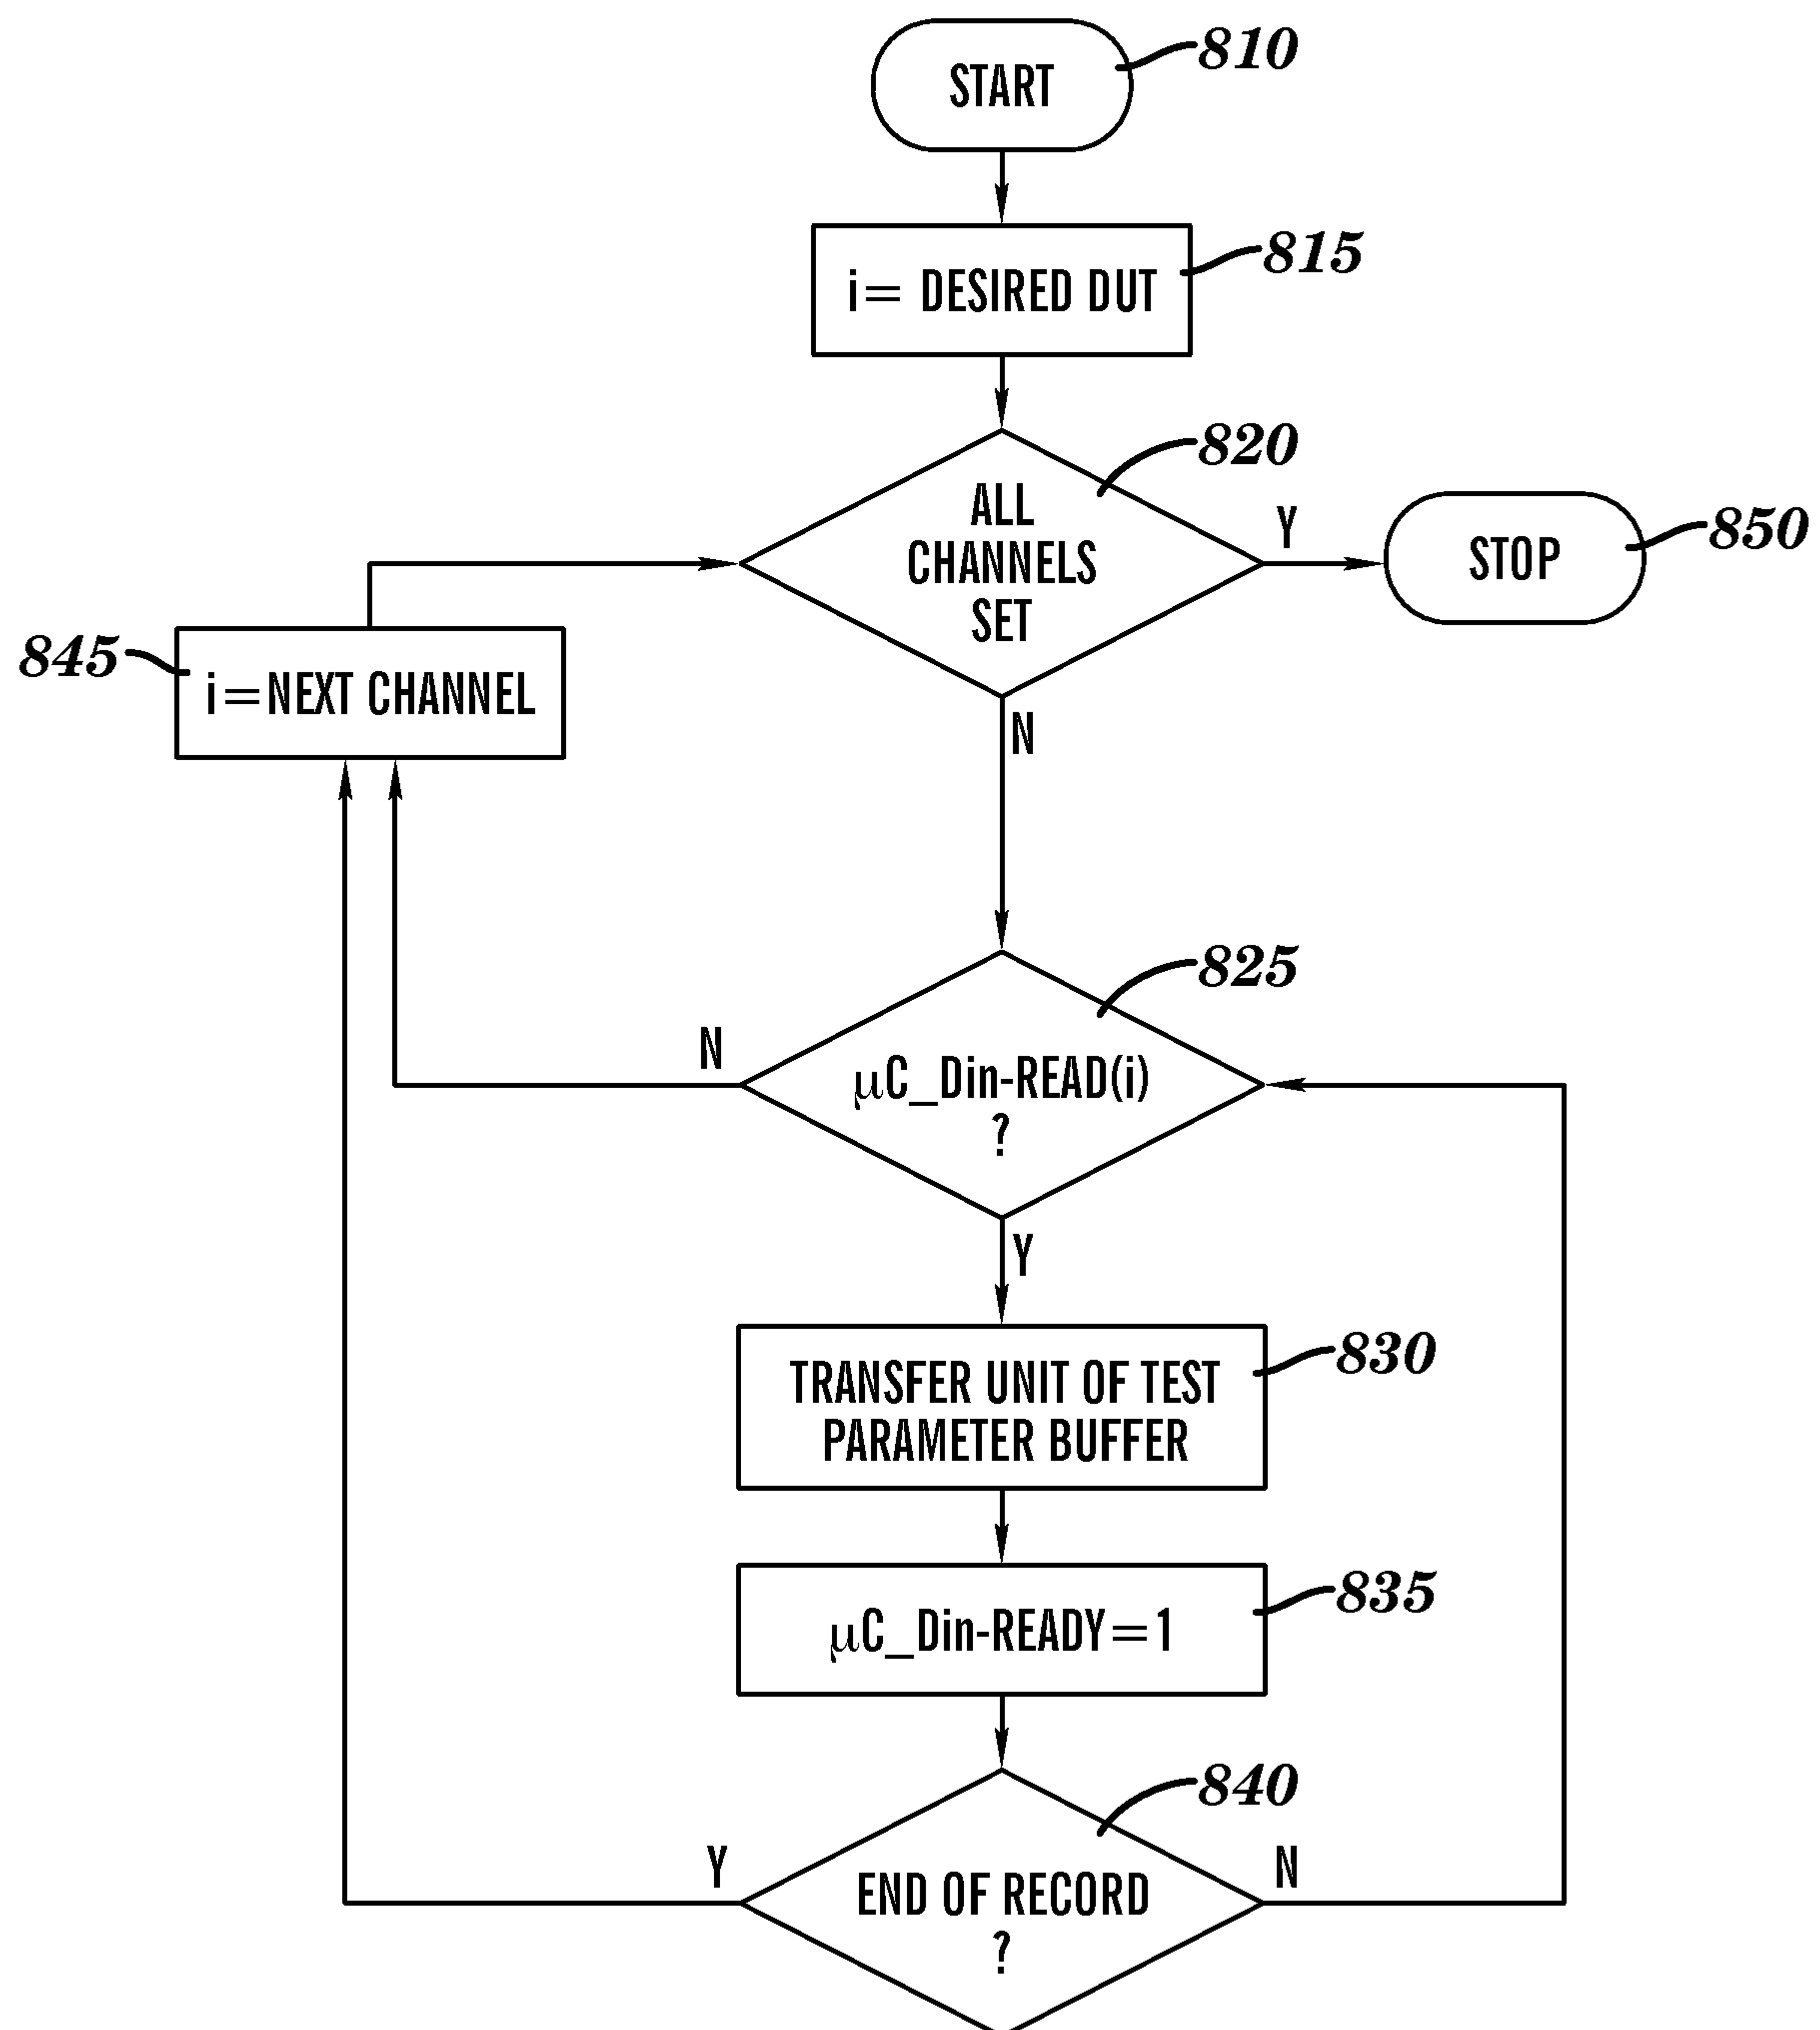 START
810
i= DESIRED DUT
815
ALL
CHANNELS
SET
820
Y
STOP
850
N
845
i=NEXT CHANNEL
µC_Din-READ(i)
?
825
N
Y
TRANSFER UNIT OF TEST
PARAMETER BUFFER
830
µC_Din-READY=1
835
END OF RECORD
?
840
Y
N